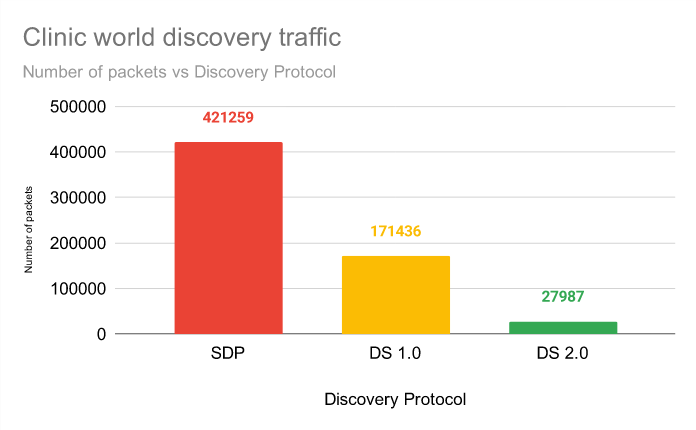 Clinic world discovery traffic
Number of packets vs Discovery Protocol
500000
400000
300000
200000
100000
0
Number of packets
421259
171436
27987
SDP
DS 1.0
DS 2.0
Discovery Protocol